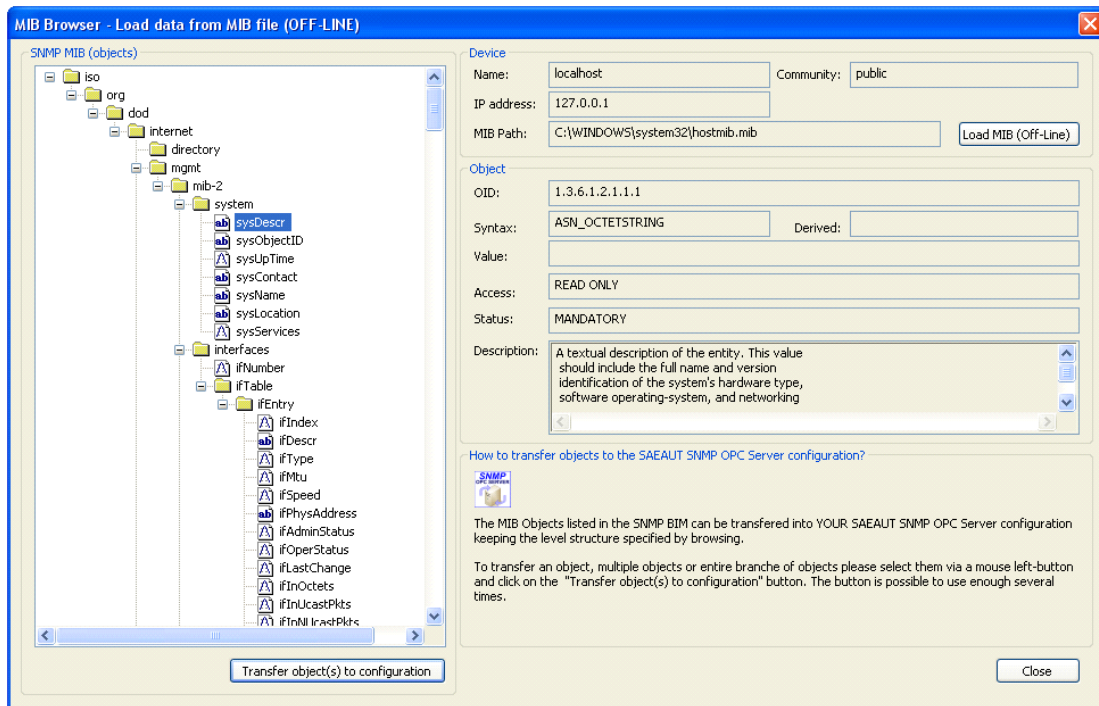 MIB Browser - Load data from MIB file (OFF-LINE)
SNMP MIB (objects)
iso
org
dod
internet
directory
mgmt
mib-2
system
ab sysDescr
ab sysObjectID
sysUpTime
ab sysContact
ab sysName
ab sysLocation
sysServices
interfaces
ifNumber
ifTable
ifEntry
ifIndex
ab ifDescr
ifType
ifMtu
ifSpeed
ab ifPhysAddress
ifAdminStatus
ifOperStatus
ifLastChange
ifInOctets
ifInUcastPkts
ifInNUcastPkts
Transfer object(s) to configuration
Device
Name: localhost Community: public
IP address: 127.0.0.1
MIB Path: C:\WINDOWS\system32\hostmib.mib Load MIB (Off-Line)
Object
OID: 1.3.6.1.2.1.1.1
Syntax: ASN_OCTETSTRING Derived:
Value:
Access: READ ONLY
Status: MANDATORY
Description: A textual description of the entity. This value
should include the full name and version
identification of the system's hardware type,
software operating-system, and networking
How to transfer objects to the SAEAUT SNMP OPC Server configuration?
SNMP
OPC SERVER
The MIB Objects listed in the SNMP BIM can be transfered into YOUR SAEAUT SNMP OPC Server configuration
keeping the level structure specified by browsing.
To transfer an object, multiple objects or entire branche of objects please select them via a mouse left-button
and click on the "Transfer object(s) to configuration" button. The button is possible to use enough several
times.
Close